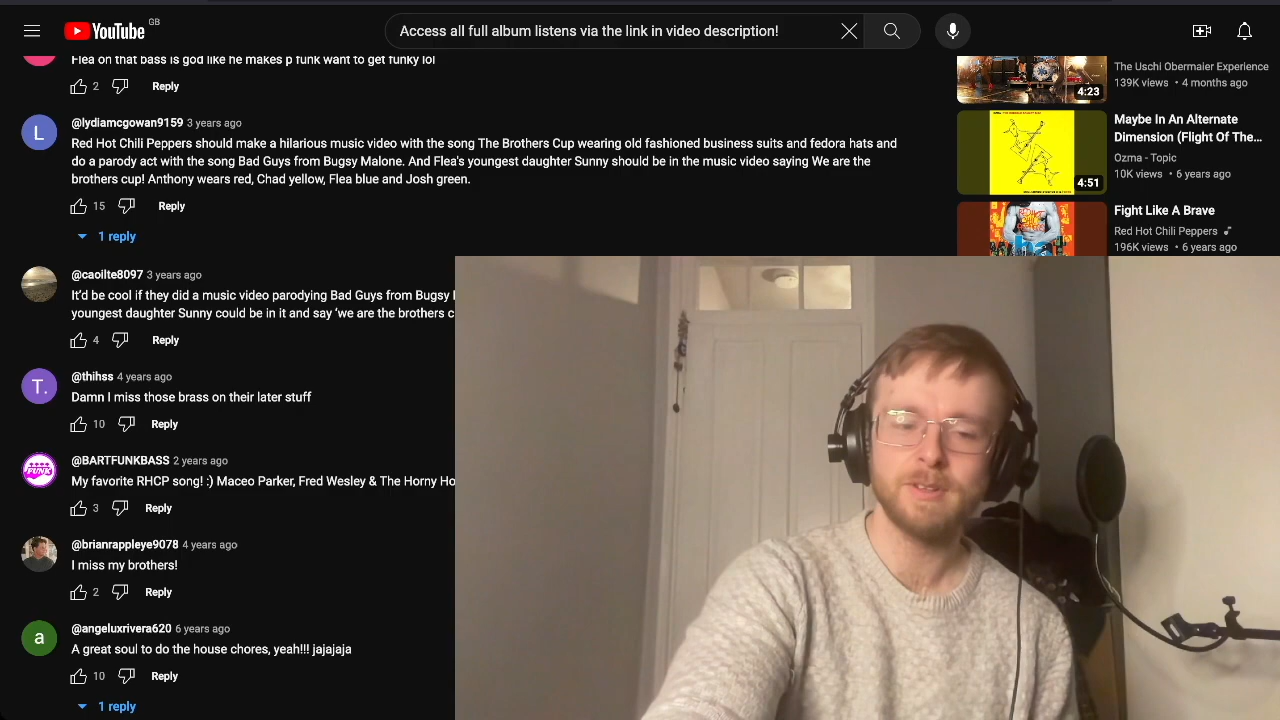 YouTube GB
Access all full album listens via the link in video description!
Flea on that bass is god like he makes p funk want to get funky lol
2 Reply
@lydiamcgowan9159 3 years ago
Red Hot Chili Peppers should make a hilarious music video with the song The Brothers Cup wearing old fashioned business suits and fedora hats and
do a parody act with the song Bad Guys from Bugsy Malone. And Flea's youngest daughter Sunny should be in the music video saying We are the
brothers cup! Anthony wears red, Chad yellow, Flea blue and Josh green.
15 Reply
1 reply
@caoilte8097 3 years ago
It'd be cool if they did a music video parodying Bad Guys from Bugsy
youngest daughter Sunny could be in it and say 'we are the brothers c
4 Reply
@thihss 4 years ago
Damn I miss those brass on their later stuff
10 Reply
@BARTFUNKBASS 2 years ago
My favorite RHCP song! :) Maceo Parker, Fred Wesley & The Horny Ho
3 Reply
@brianrappleye9078 4 years ago
I miss my brothers!
2 Reply
@angeluxrivera620 6 years ago
A great soul to do the house chores, yeah!!! jajajaja
10 Reply
1 reply
L
T.
FUNK
a
The Uschi Obermaier Experience
139K views • 4 months ago
4:23
Maybe In An Alternate
Dimension (Flight Of The...
Ozma - Topic
10K views • 6 years ago
4:51
Fight Like A Brave
Red Hot Chili Peppers
196K views • 6 years ago